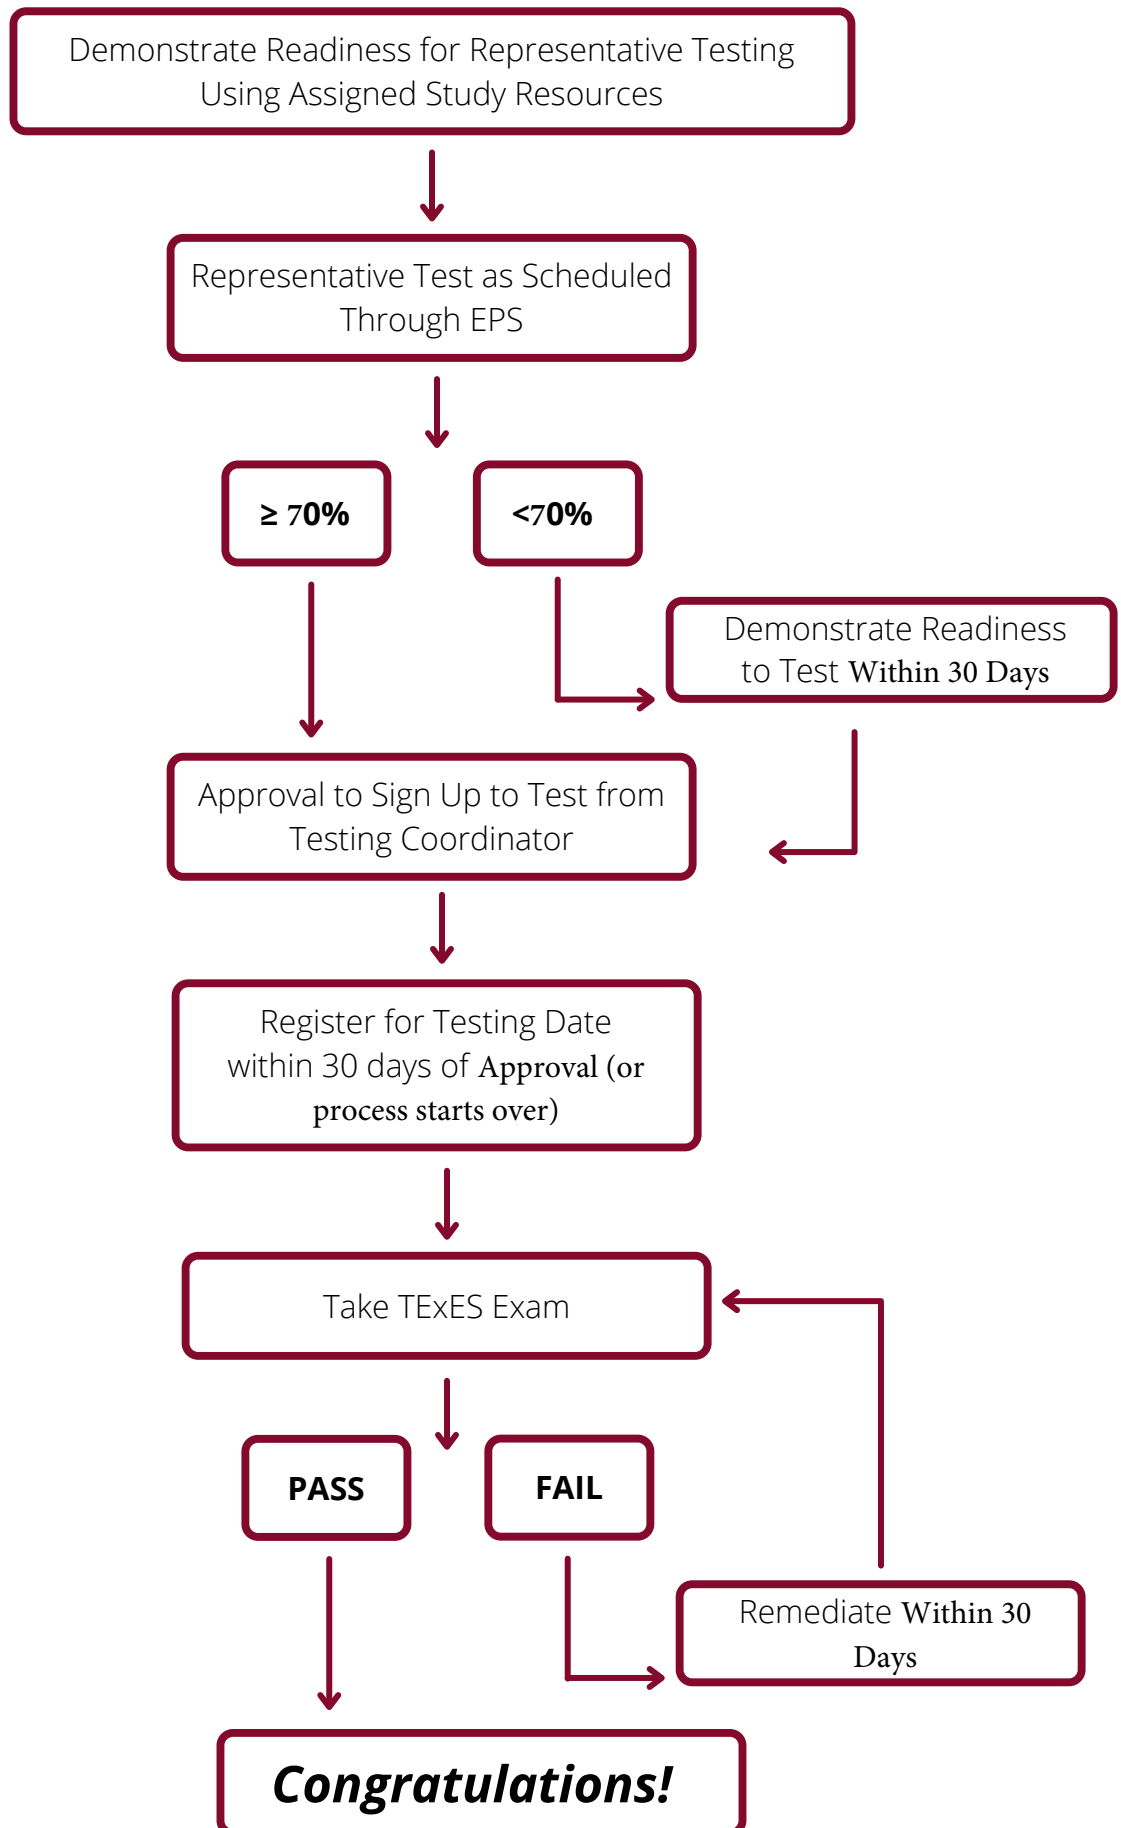 Demonstrate Readiness for Representative Testing
Using Assigned Study Resources
Representative Test as Scheduled
Through EPS
≥ 70%
<70%
Demonstrate Readiness
to Test Within 30 Days
Approval to Sign Up to Test from
Testing Coordinator
Register for Testing Date
within 30 days of Approval (or
process starts over)
Take TExES Exam
PASS
FAIL
Remediate Within 30
Days
Congratulations!